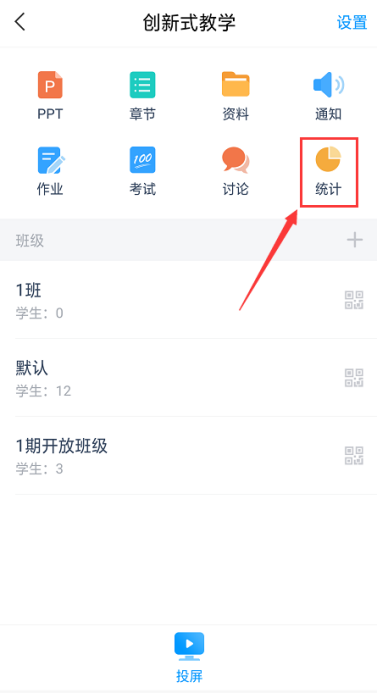 创新式教学 设置
P
PPT 章节 资料 通知
100
作业 考试 讨论 统计
班级
1班
学生：0
默认
学生：12
1期开放班级
学生：3
投屏